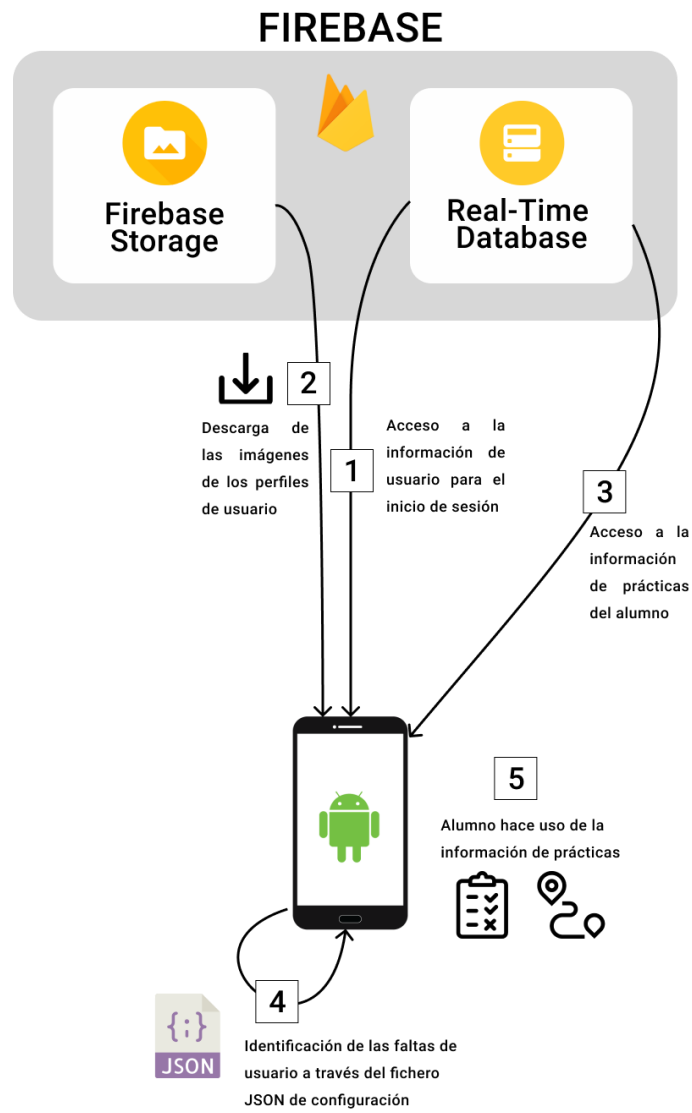 FIREBASE
Firebase
Storage
Real-Time
Database
2
Descarga de
las imágenes
de los perfiles
de usuario
1
Acceso a la
información de
usuario para el
inicio de sesión
3
Acceso a la
información
de prácticas
del alumno
5
Alumno hace uso de la
información de prácticas
4
{;}
JSON
Identificación de las faltas de
usuario a través del fichero
JSON de configuración